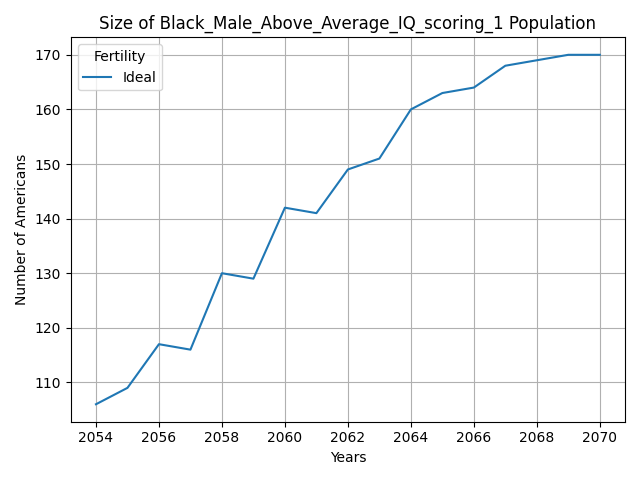 Size of Black_Male_Above_Average_IQ_scoring_1 Population
Fertility
Ideal
Number of Americans
170
160
150
140
130
120
110
2054 2056 2058 2060 2062 2064 2066 2068 2070
Years